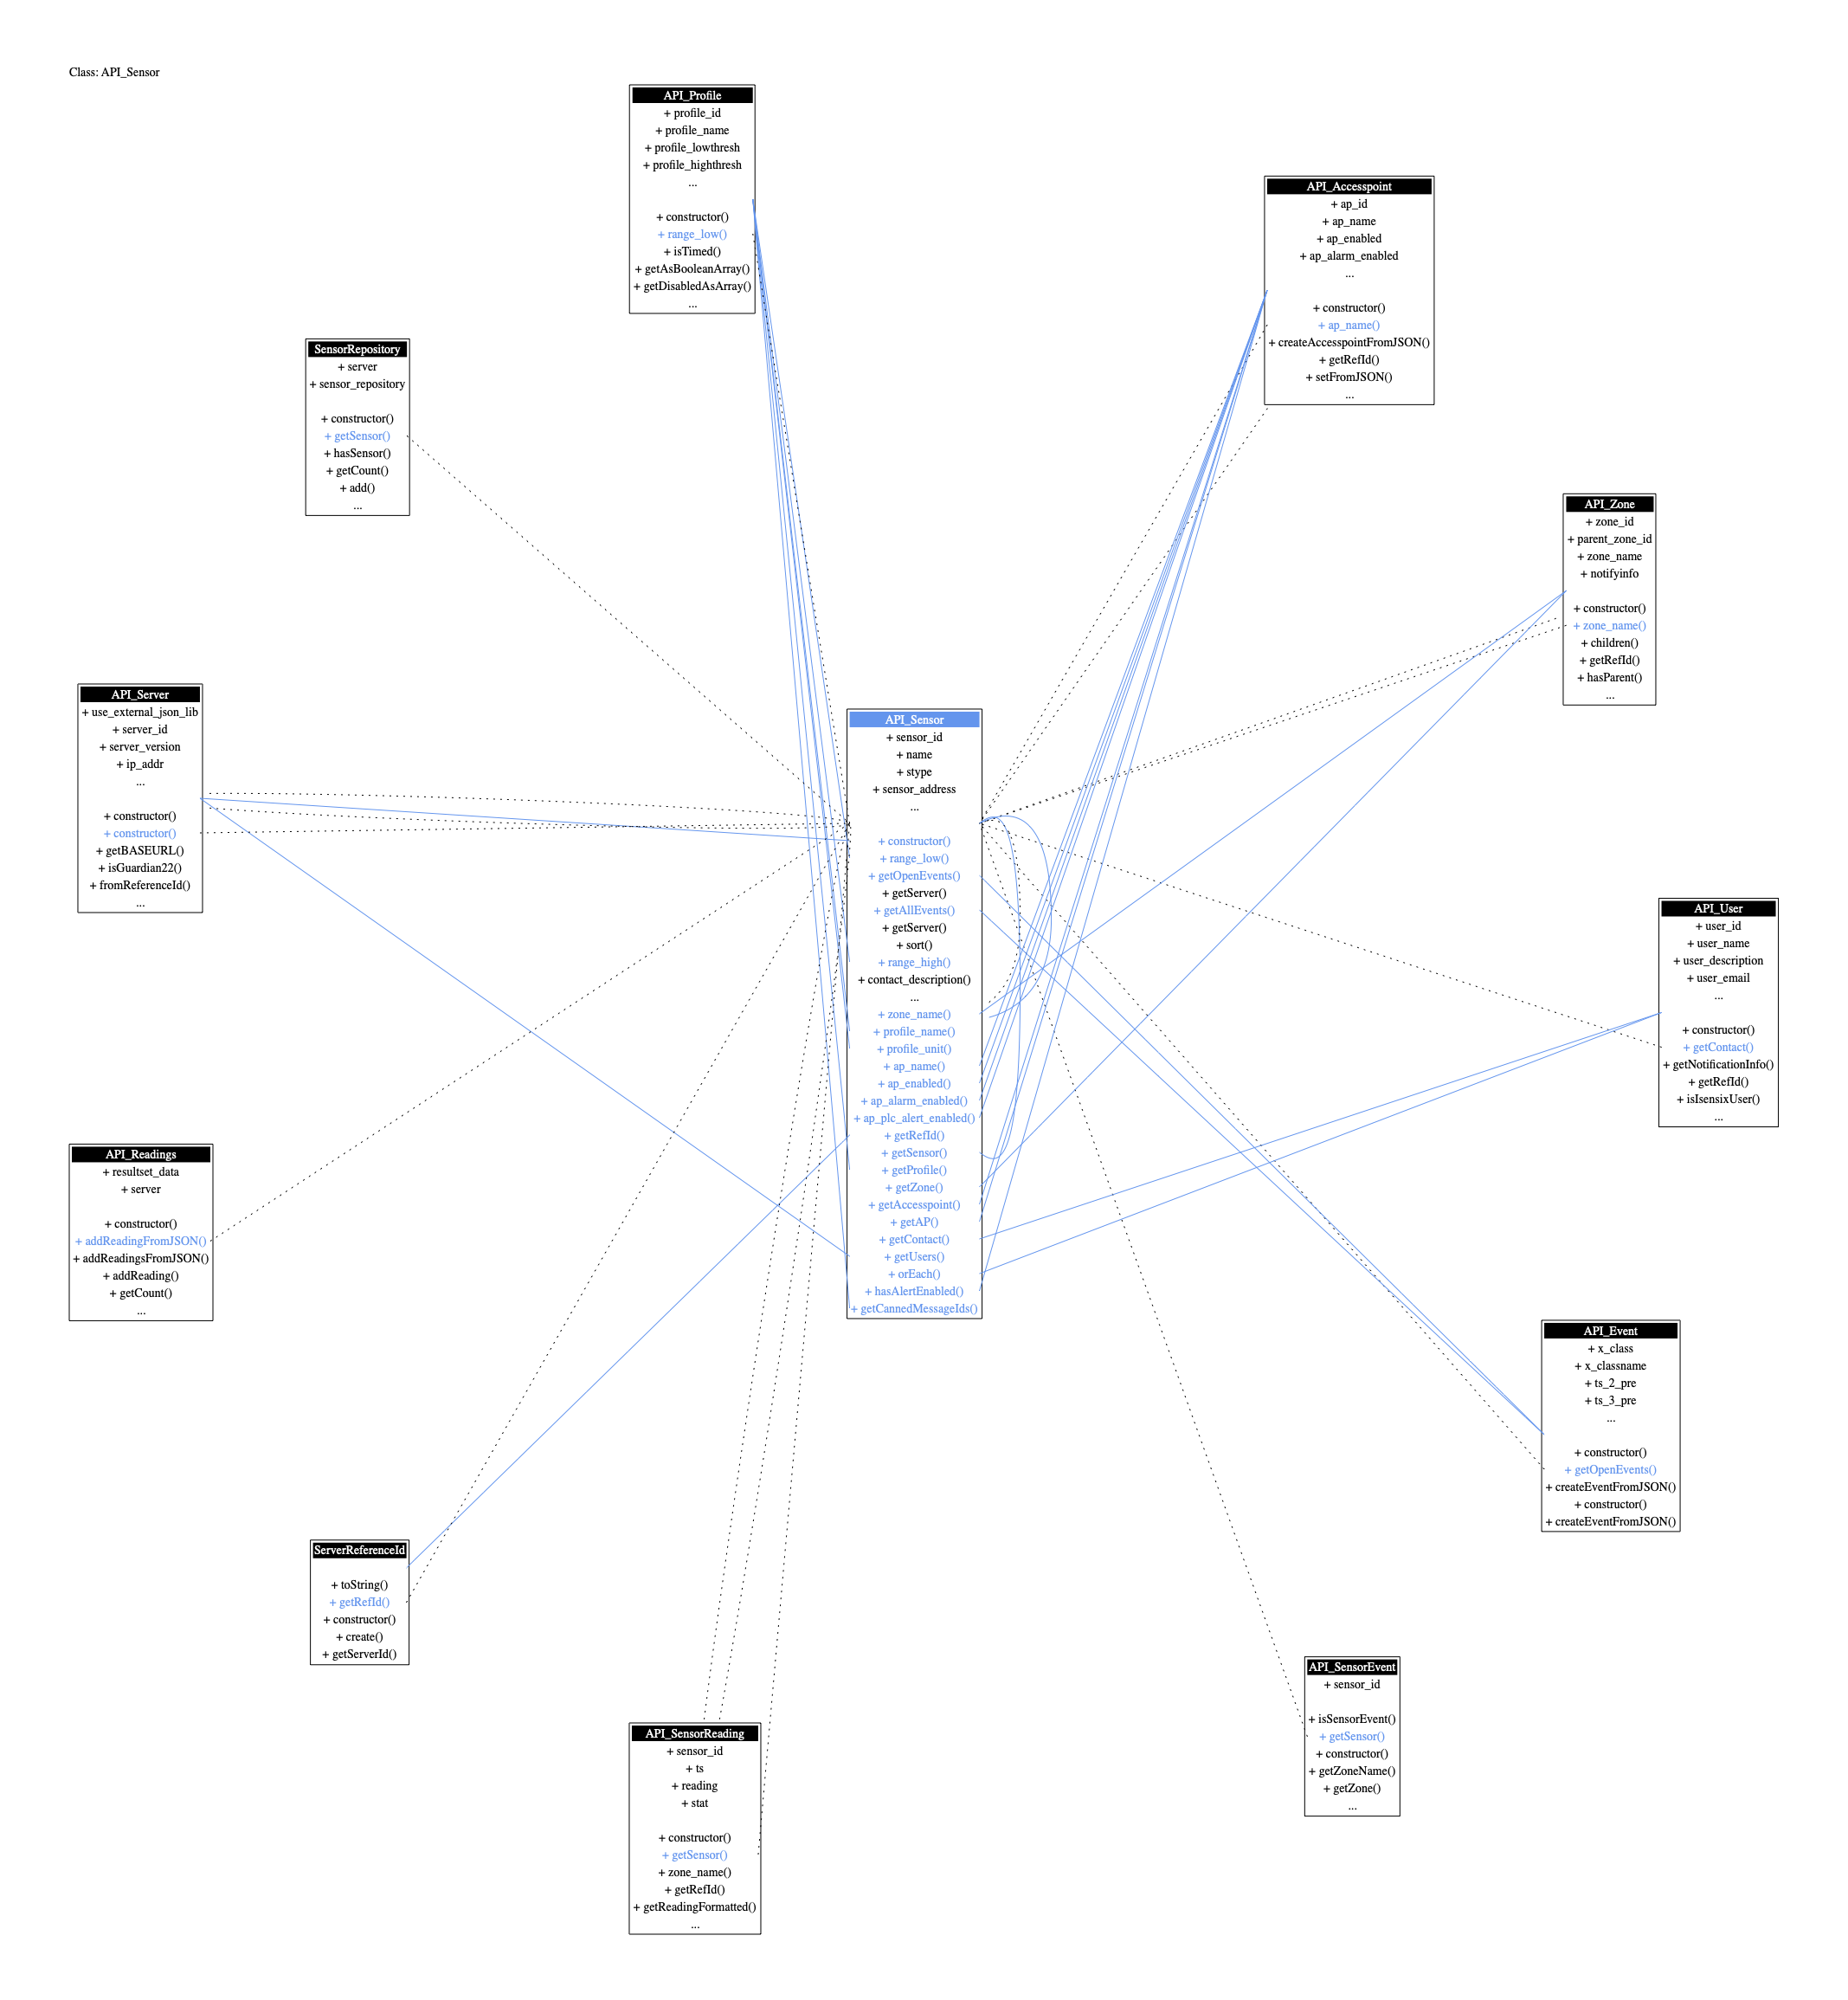 Class: API_Sensor
API_Profile
+ profile_id
+ profile_name
+ profile_lowthresh
+ profile_highthresh
...
+ constructor()
+ range_low()
+ isTimed()
+ getAsBooleanArray()
+ getDisabledAsArray()
...
API_Accesspoint
+ ap_id
+ ap_name
+ ap_enabled
+ ap_alarm_enabled
...
+ constructor()
+ ap_name()
+ createAccesspointFromJSON()
+ getRefId()
+ setFromJSON()
...
SensorRepository
+ server
+ sensor_repository
+ constructor()
+ getSensor()
+ hasSensor()
+ getCount()
+ add()
...
API_Zone
+ zone_id
+ parent_zone_id
+ zone_name
+ notifyinfo
+ constructor()
+ zone_name()
+ children()
+ getRefId()
+ hasParent()
...
API_Server
+ use_external_json_lib
+ server_id
+ server_version
+ ip_addr
...
+ constructor()
+ constructor()
+ getBASEURL()
+ isGuardian22()
+ fromReferenceId()
...
API_Sensor
+ sensor_id
+ name
+ stype
+ sensor_address
...
+ constructor()
+ range_low()
+ getOpenEvents()
+ getServer()
+ getAllEvents()
+ getServer()
+ sort()
+ range_high()
+ contact_description()
...
+ zone_name()
+ profile_name()
+ profile_unit()
+ ap_name()
+ ap_enabled()
+ ap_alarm_enabled()
+ ap_plc_alert_enabled()
+ getRefId()
+ getSensor()
+ getProfile()
+ getZone()
+ getAccesspoint()
+ getAP()
+ getContact()
+ getUsers()
+ orEach()
+ hasAlertEnabled()
+ getCannedMessageIds()
API_User
+ user_id
+ user_name
+ user_description
+ user_email
...
+ constructor()
+ getContact()
+ getNotificationInfo()
+ getRefId()
+ isIsensixUser()
...
API_Readings
+ resultset_data
+ server
+ constructor()
+ addReadingFromJSON()
+ addReadingsFromJSON()
+ addReading()
+ getCount()
...
API_Event
+ x_class
+ x_classname
+ ts_2_pre
+ ts_3_pre
...
+ constructor()
+ getOpenEvents()
+ createEventFromJSON()
+ constructor()
+ createEventFromJSON()
ServerReferenceId
+ toString()
+ getRefId()
+ constructor()
+ create()
+ getServerId()
API_SensorEvent
+ sensor_id
+ isSensorEvent()
+ getSensor()
+ constructor()
+ getZoneName()
+ getZone()
...
API_SensorReading
+ sensor_id
+ ts
+ reading
+ stat
+ constructor()
+ getSensor()
+ zone_name()
+ getRefId()
+ getReadingFormatted()
...